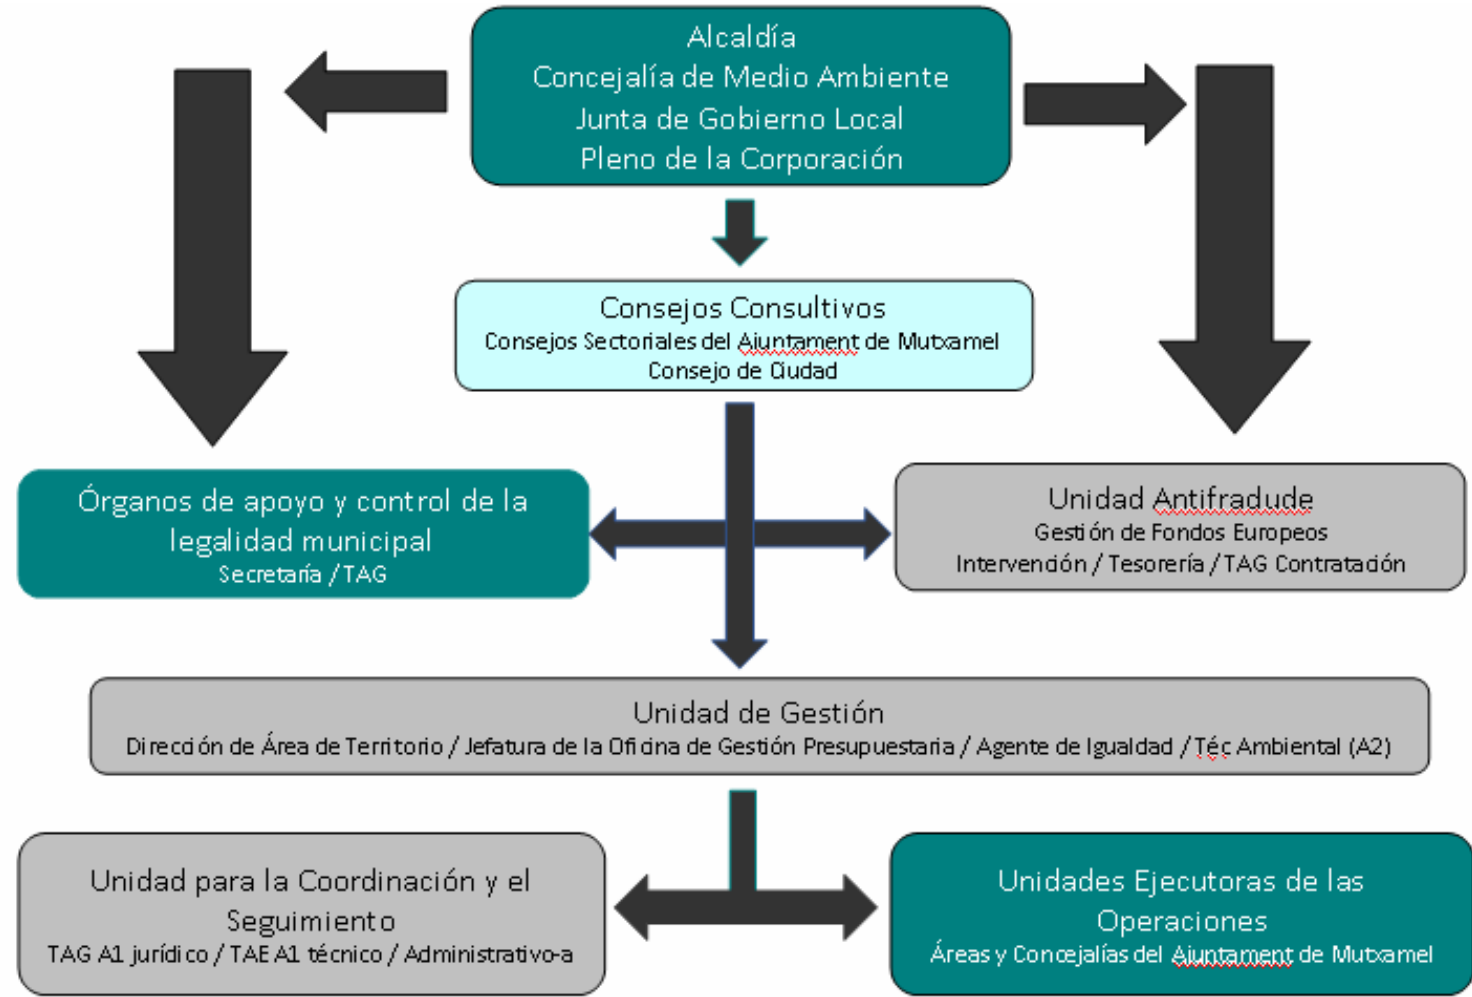 Alcaldía
Concejalía de Medio Ambiente
Junta de Gobierno Local
Pleno de la Corporación
Consejos Consultivos
Consejos Sectoriales del Ajuntament de Mutxamel
Consejo de Ciudad
Órganos de apoyo y control de la
legalidad municipal
Secretaría / TAG
Unidad Antifradude
Gestión de Fondos Europeos
Intervención / Tesorería / TAG Contratación
Unidad de Gestión
Dirección de Área de Territorio / Jefatura de la Oficina de Gestión Presupuestaria / Agente de Igualdad / Téc Ambiental (A2)
Unidad para la Coordinación y el
Seguimiento
TAG A1 jurídico / TAE A1 técnico / Administrativo-a
Unidades Ejecutoras de las
Operaciones
Áreas y Concejalías del Ajuntament de Mutxamel